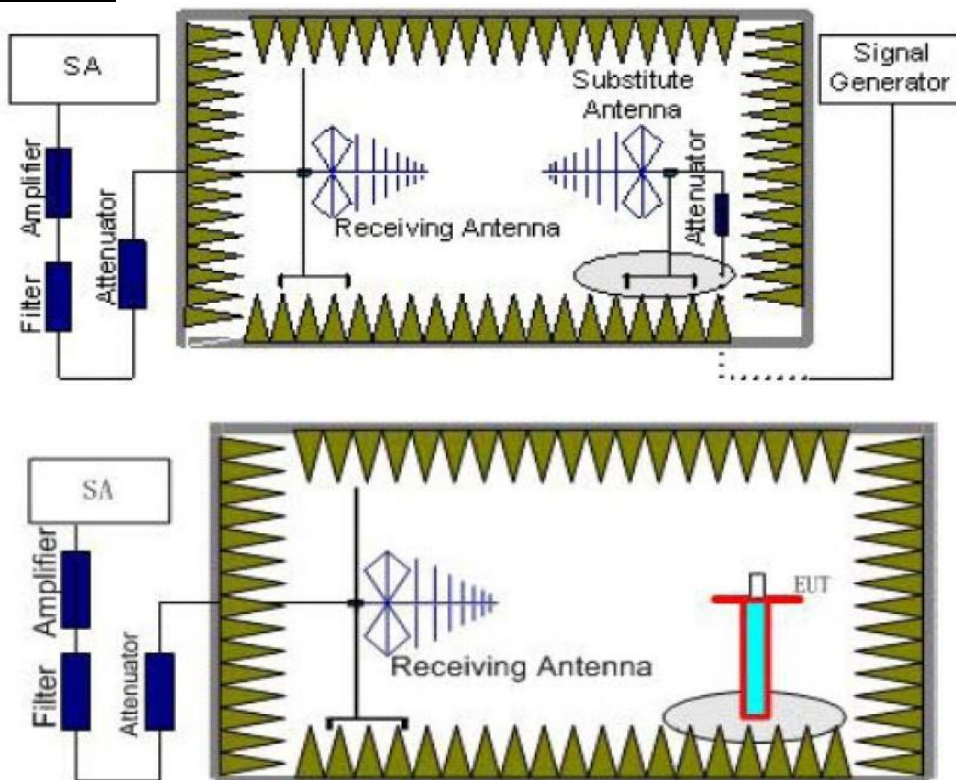 SA
Signal
Generator
Substitute
Antenna
Amplifier
Attenuator
Receiving Antenna
Attenuator
Filter
SA
Amplifier
EUT
Receiving Antenna
Filter
Attenuator